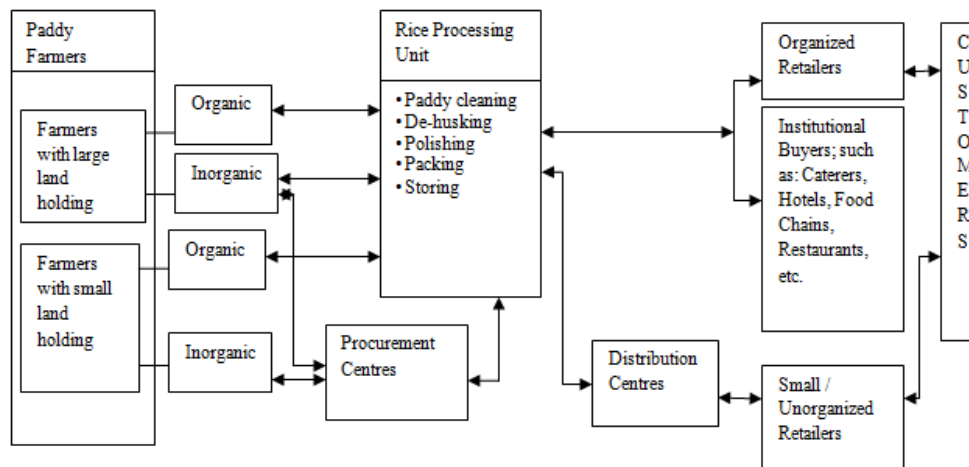 Paddy
Farmers
Farmers
with large
land
holding
Farmers
with small
land
holding
Organic
Inorganic
Organic
Inorganic
Rice Processing
Unit
• Paddy cleaning
• De-husking
• Polishing
• Packing
• Storing
Procurement
Centres
Distribution
Centres
Organized
Retailers
Institutional
Buyers; such
as: Caterers,
Hotels, Food
Chains,
Restaurants,
etc.
Small /
Unorganized
Retailers
C
U
S
T
O
M
E
R
S